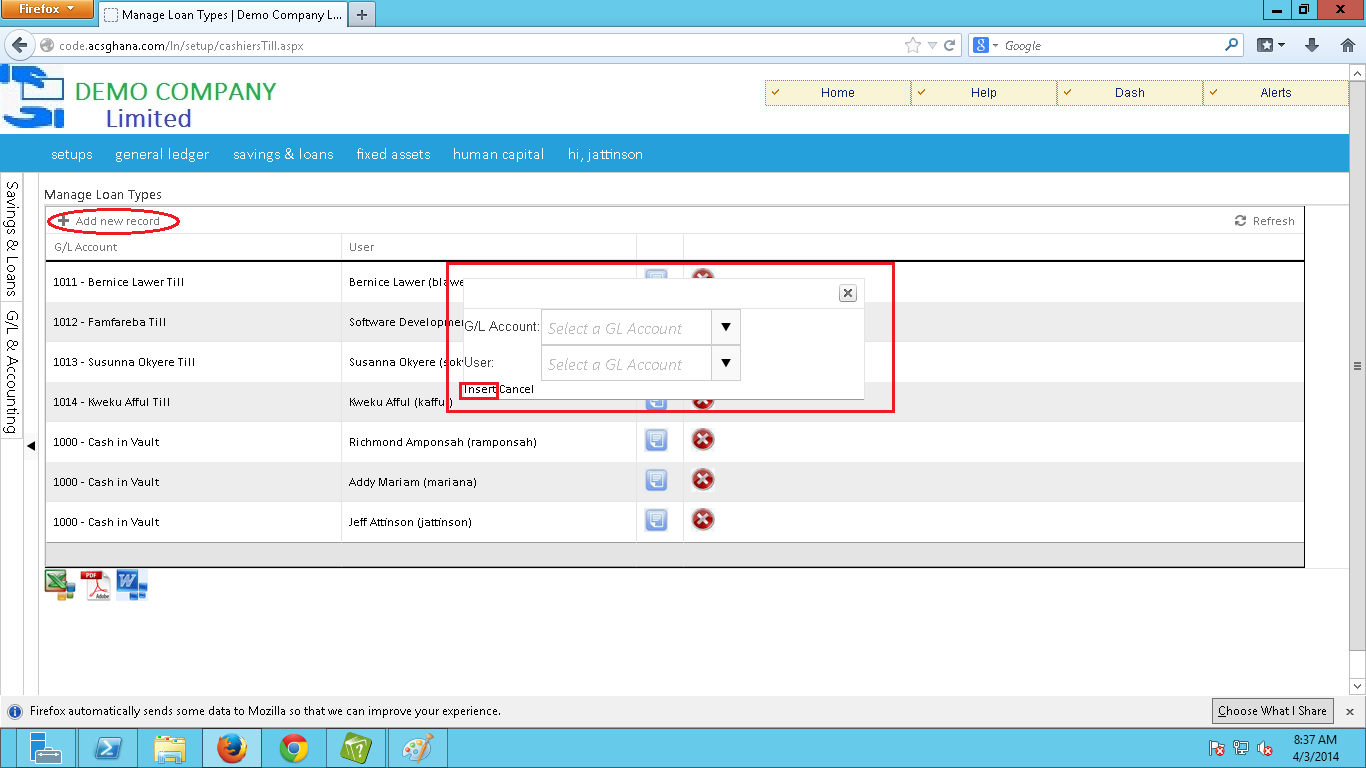 Firefox
Manage Loan Types | Demo Company L...
code.acsghana.com/ln/setup/cashiersTill.aspx
Google
DEMO COMPANY
Limited
Home
Help
Dash
Alerts
setups
general ledger
savings & loans
fixed assets
human capital
hi, jattinson
Savings & Loans
G/L & Accounting
Manage Loan Types
Add new record
Refresh
G/L Account
User
1011 - Bernice Lawer Till
Bernice Lawer (blawe
1012 - Famfareba Till
Software Developme
1013 - Susunna Okyere Till
Susanna Okyere (sok
1014 - Kweku Afful Till
Kweku Afful (kafful)
G/L Account:
Select a GL Account
User:
Select a GL Account
Insert Cancel
1000 - Cash in Vault
Richmond Amponsah (ramponsah)
1000 - Cash in Vault
Addy Mariam (mariana)
1000 - Cash in Vault
Jeff Attinson (jattinson)
PDF
Adobe
Firefox automatically sends some data to Mozilla so that we can improve your experience.
Choose What I Share
8:37 AM
4/3/2014